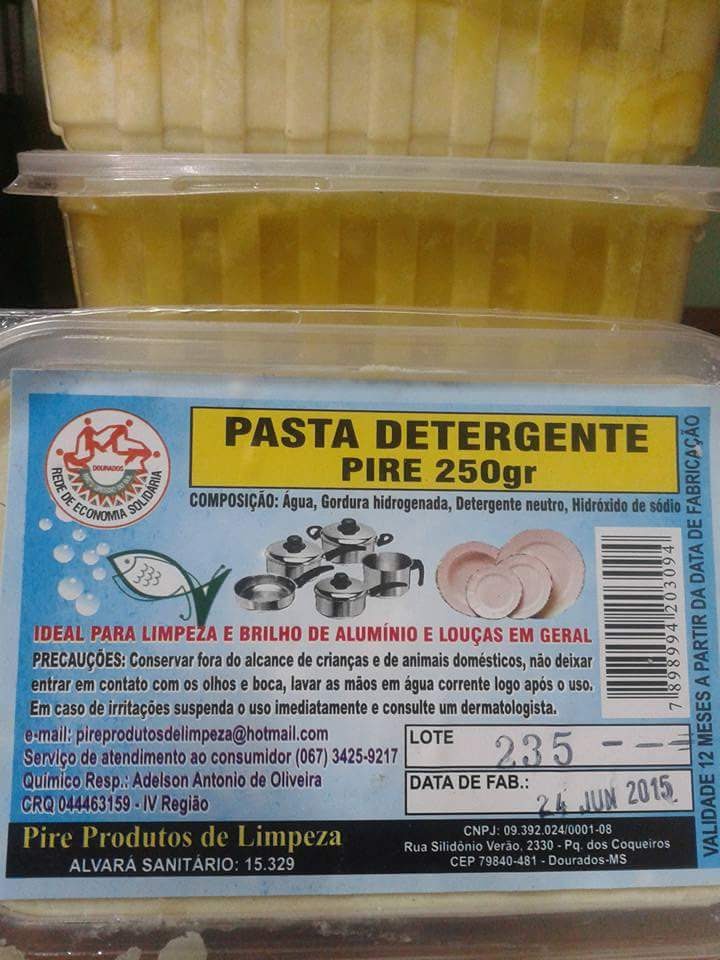 PASTA DETERGENTE
PIRE 250gr
DOURADOS
REDE DE ECONOMIA SOLIDARIA
COMPOSIÇÃO: Água, Gordura hidrogenada, Detergente neutro, Hidróxido de sódio
IDEAL PARA LIMPEZA E BRILHO DE ALUMÍNIO E LOUÇAS EM GERAL
PRECAUÇÕES: Conservar fora do alcance de crianças e de animais domésticos, não deixar
entrar em contato com os olhos e boca, lavar as mãos em água corrente logo após o uso.
Em caso de irritações suspenda o uso imediatamente e consulte um dermatologista.
e-mail: pireprodutosdelimpeza@hotmail.com
Serviço de atendimento ao consumidor (067) 3425-9217
Químico Resp.: Adelson Antonio de Oliveira
CRQ 044463159 - IV Região
LOTE 235 - - -
DATA DE FAB.: 24 JUN 2015
Pire Produtos de Limpeza
ALVARÁ SANITÁRIO: 15.329
CNPJ: 09.392.024/0001-08
Rua Silidônio Verão, 2330 - Pq. dos Coqueiros
CEP 79840-481 - Dourados-MS
7 898994 203094
VALIDADE 12 MESES A PARTIR DA DATA DE FABRICAÇÃO